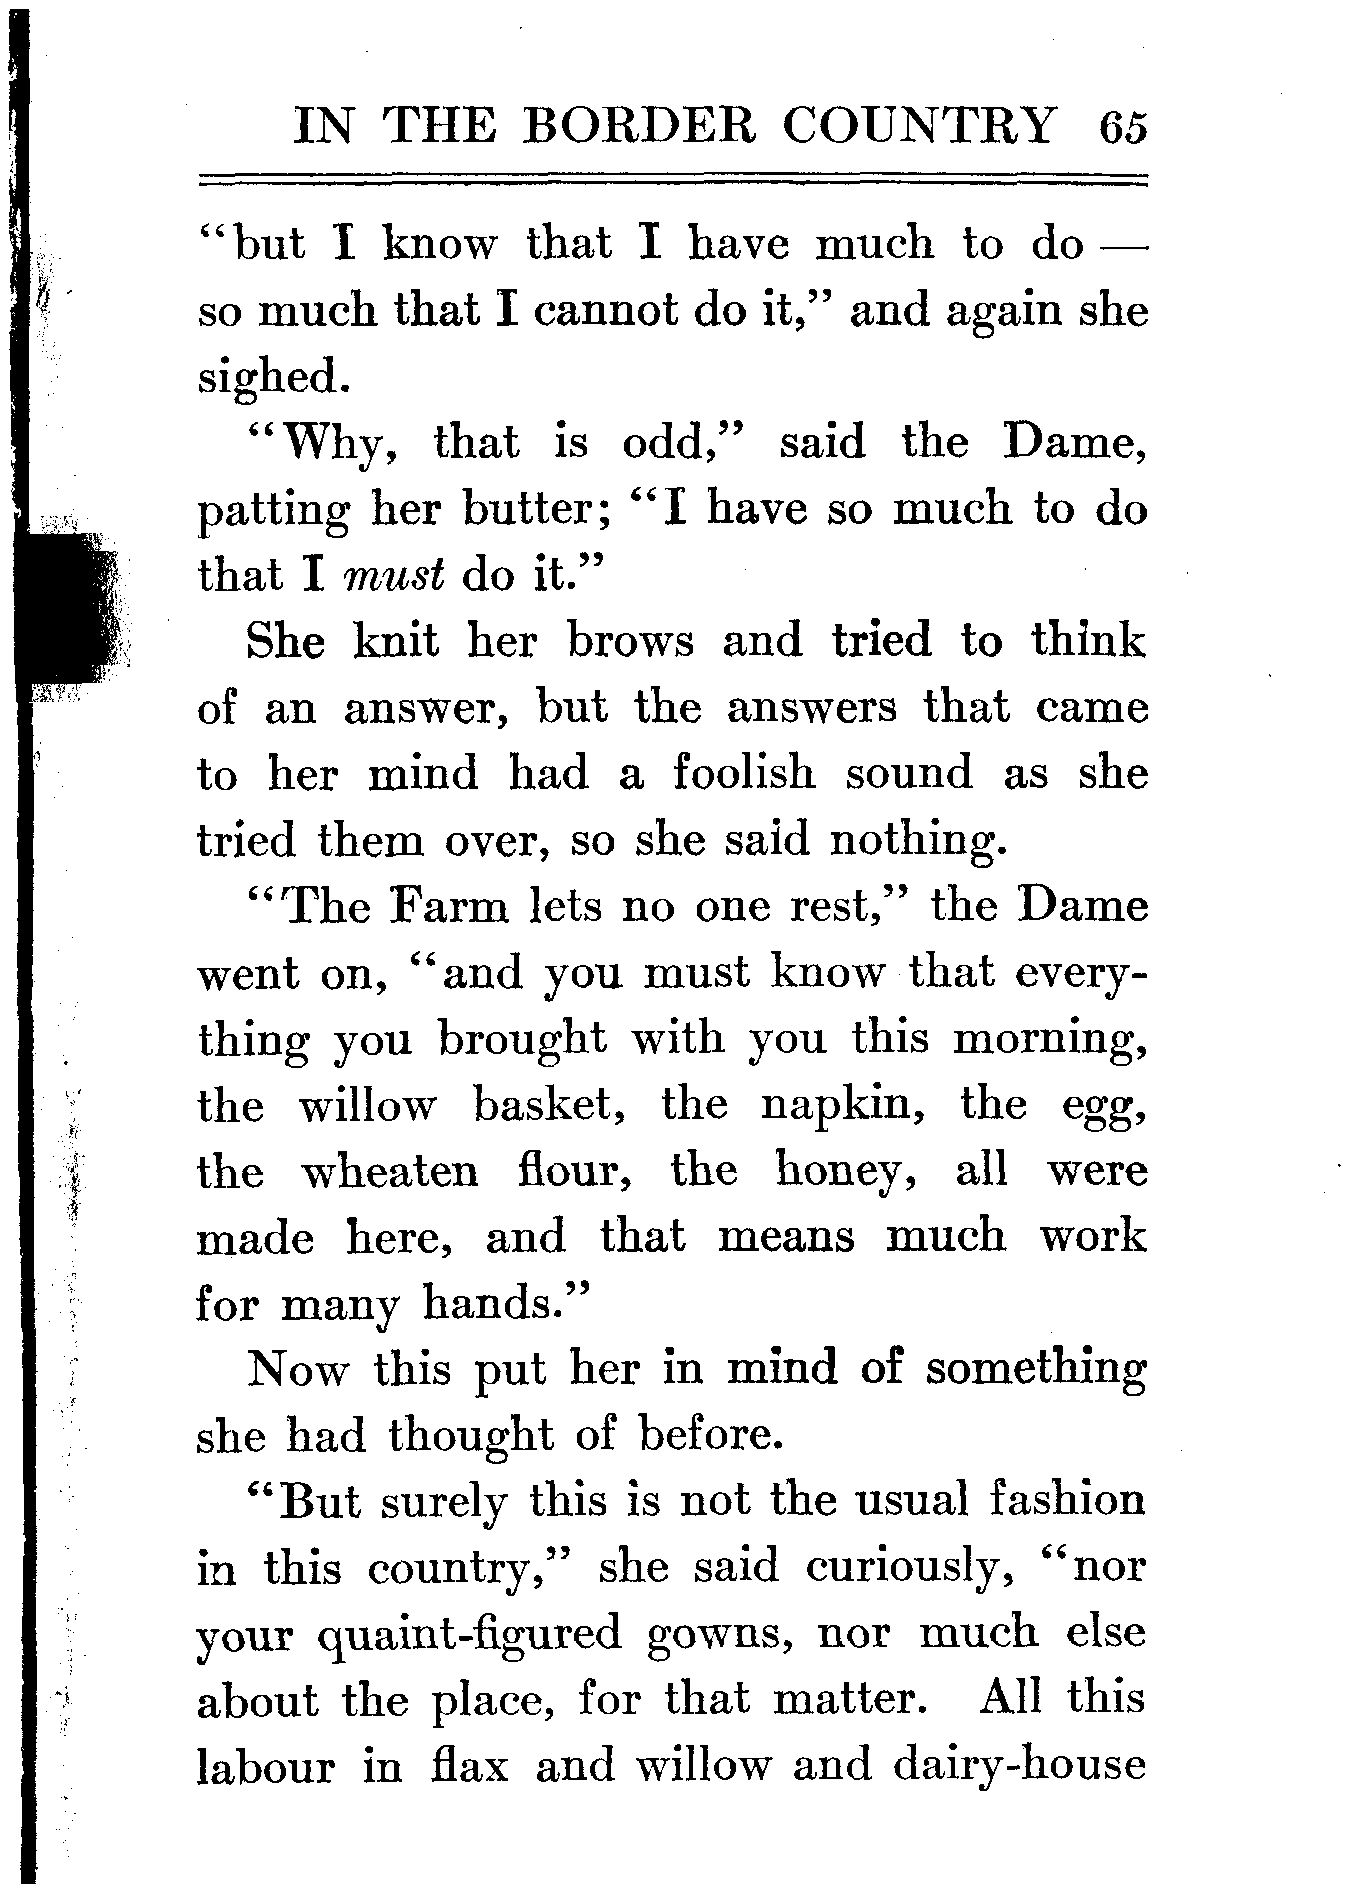 IN THE BORDER COUNTRY 65
“but I know that I have much to do —
so much that I cannot do it,” and again she
sighed.
“Why, that is odd,” said the Dame,
patting her butter; “I have so much to do
that I must do it.”
She knit her brows and tried to think
of an answer, but the answers that came
to her mind had a foolish sound as she
tried them over, so she said nothing.
“The Farm lets no one rest,” the Dame
went on, “and you must know that every-
thing you brought with you this morning,
the willow basket, the napkin, the egg,
the wheaten flour, the honey, all were
made here, and that means much work
for many hands.”
Now this put her in mind of something
she had thought of before.
“But surely this is not the usual fashion
in this country,” she said curiously, “nor
your quaint-figured gowns, nor much else
about the place, for that matter. All this
labour in flax and willow and dairy-house